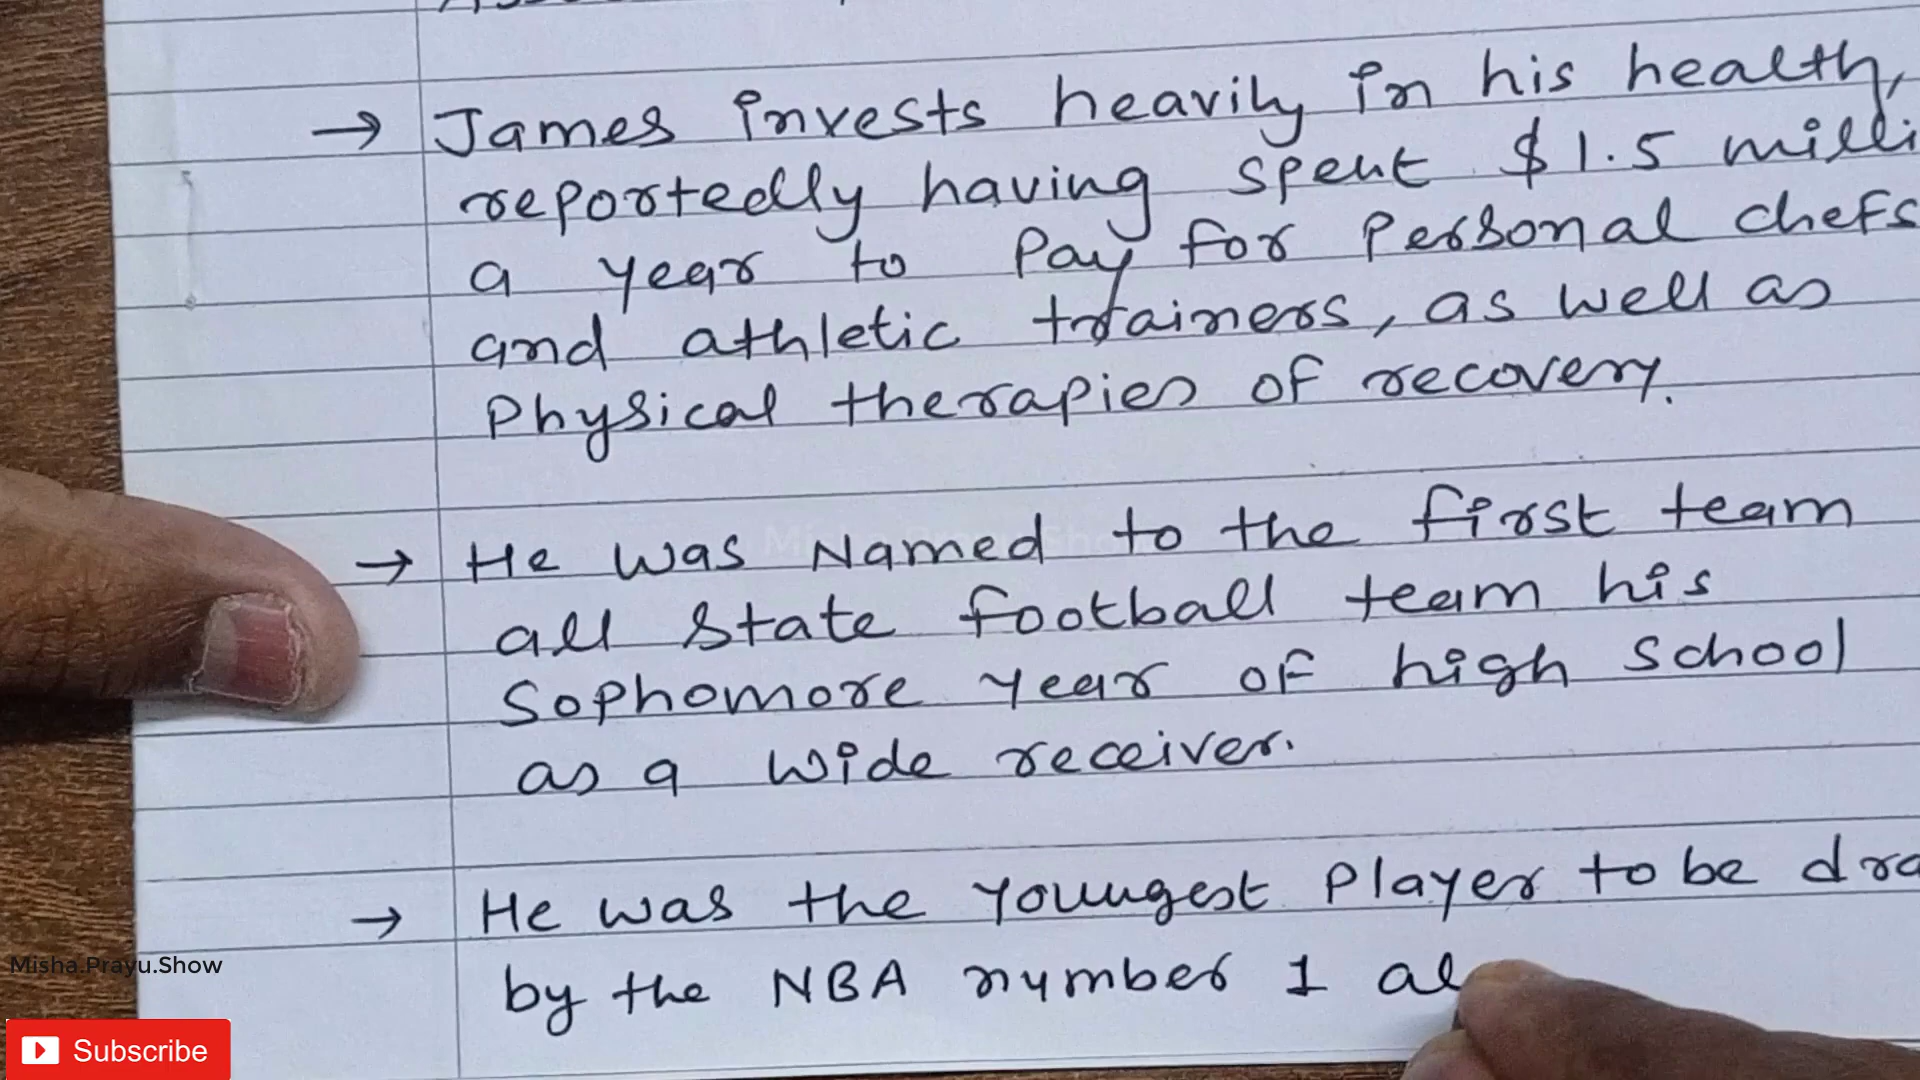 → James invests heavily in his health,
reportedly having spent $1.5 milli
a year to Pay for Personal chefs
and athletic trainers, as well as
Physical therapies of recovery.
→ He was Named to the first team
all state football team his
Sophomore year of high school
as a wide receiver.
→ He was the Youngest Player to be dra
by the NBA number 1 al
Misha.Prayu.Show
Subscribe